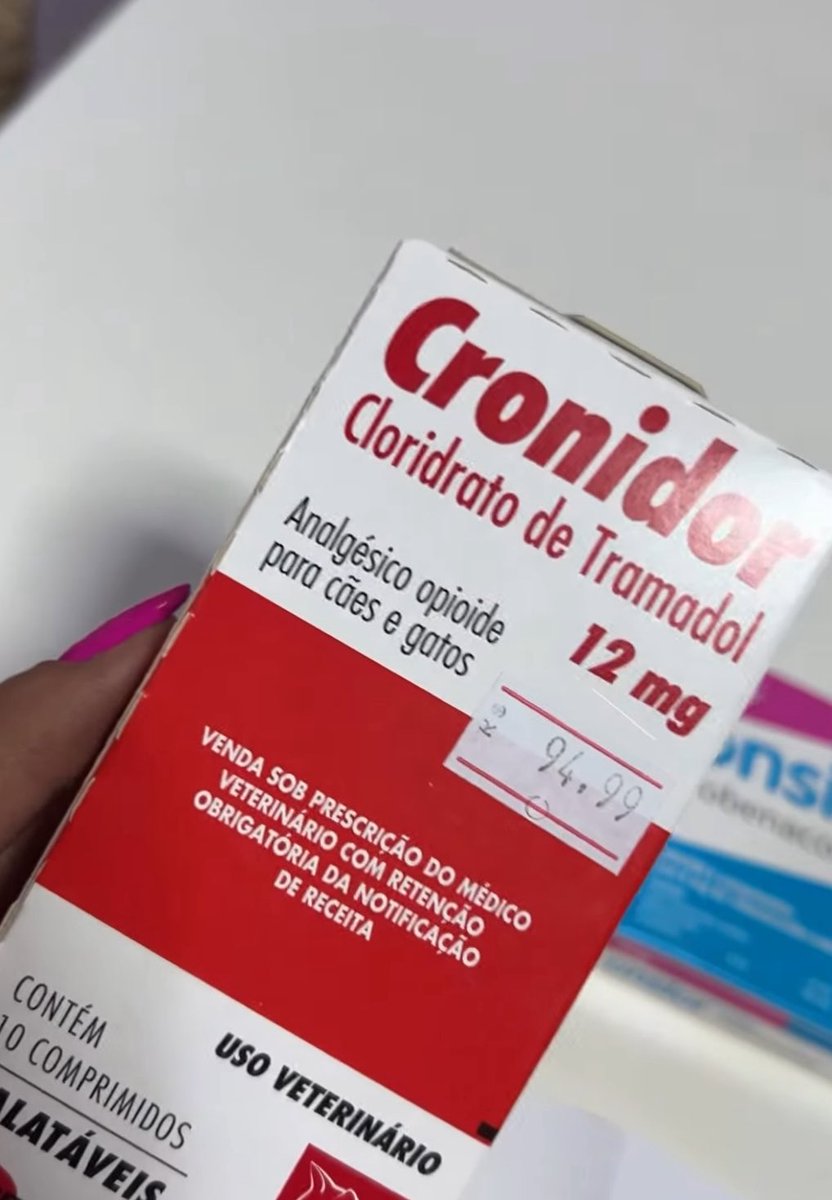 Cronidor
Cloridrato de Tramadol
Analgésico opioide
para cães e gatos
12 mg
94.99
VENDA SOB PRESCRIÇÃO DO MÉDICO
VETERINÁRIO COM RETENÇÃO
OBRIGATÓRIA DA NOTIFICAÇÃO
DE RECEITA
CONTÉM
10 COMPRIMIDOS
USO VETERINÁRIO